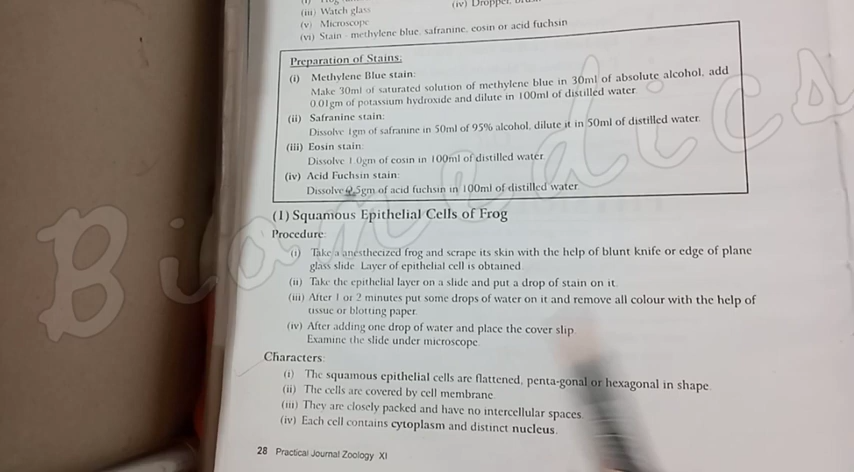 (iii) Watch glass
(iv) Dropper,
(v) Microscope
(vi) Stain - methylene blue, safranine, cosin or acid fuchsin
Preparation of Stains:
(i) Methylene Blue stain:
Make 30ml of saturated solution of methylene blue in 30ml of absolute alcohol, add
0.01gm of potassium hydroxide and dilute in 100ml of distilled water.
(ii) Safranine stain:
Dissolve 1gm of safranine in 50ml of 95% alcohol, dilute it in 50ml of distilled water.
(iii) Eosin stain:
Dissolve 1.0gm of cosin in 100ml of distilled water.
(iv) Acid Fuchsin stain:
Dissolve 0.5gm of acid fuchsin in 100ml of distilled water.
(1) Squamous Epithelial Cells of Frog
Procedure:
(i) Take a anesthecized frog and scrape its skin with the help of blunt knife or edge of plane
glass slide. Layer of epithelial cell is obtained.
(ii) Take the epithelial layer on a slide and put a drop of stain on it.
(iii) After 1 or 2 minutes put some drops of water on it and remove all colour with the help of
tissue or blotting paper.
(iv) After adding one drop of water and place the cover slip.
Examine the slide under microscope.
Characters:
(i) The squamous epithelial cells are flattened, penta-gonal or hexagonal in shape.
(ii) The cells are covered by cell membrane.
(iii) They are closely packed and have no intercellular spaces.
(iv) Each cell contains cytoplasm and distinct nucleus.
28 Practical Journal Zoology XI
Biomedics